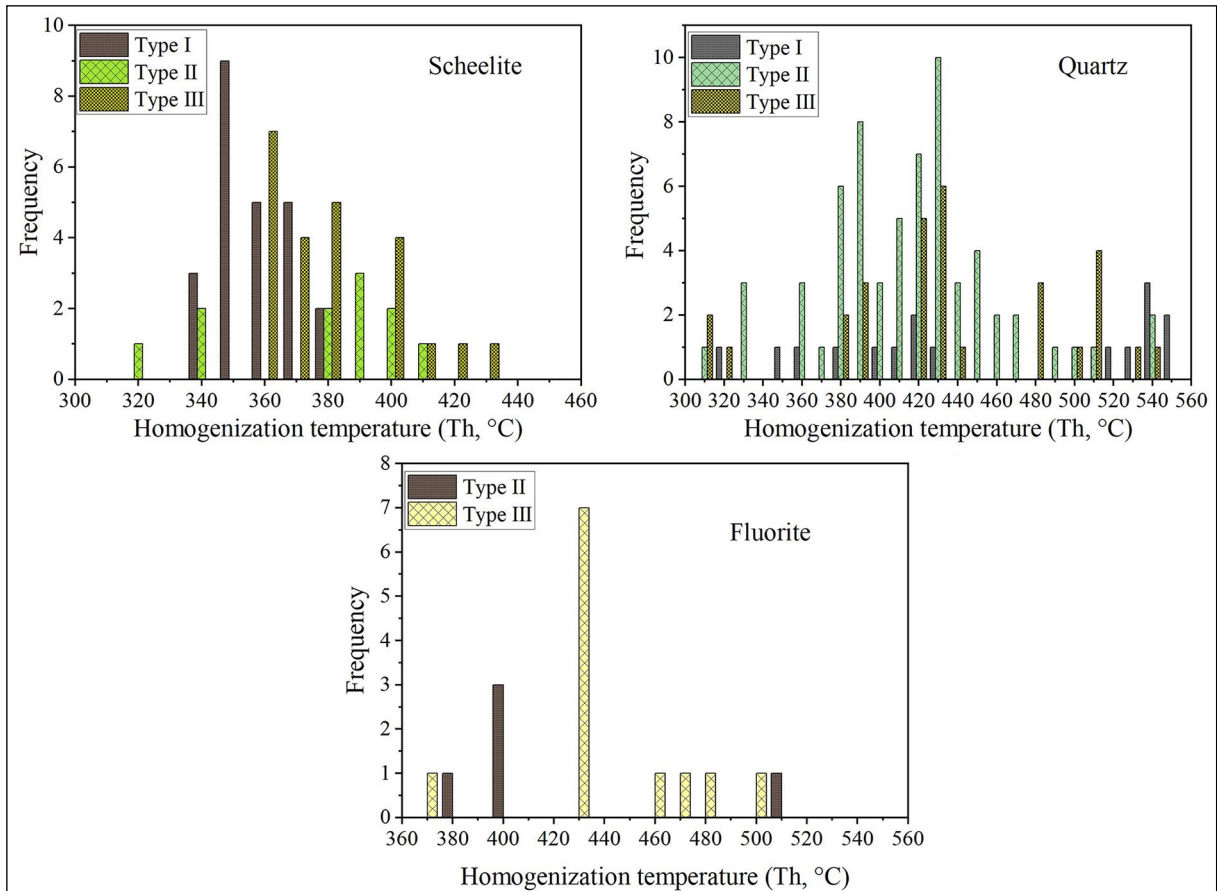 10
8
6
4
2
0
Frequency
Type I
Type II
Type III
Scheelite
300 320 340 360 380 400 420 440 460
Homogenization temperature (Th, °C)
10
8
6
4
2
0
Frequency
Type I
Type II
Type III
Quartz
300 320 340 360 380 400 420 440 460 480 500 520 540 560
Homogenization temperature (Th, °C)
8
7
6
5
4
3
2
1
0
Frequency
Type II
Type III
Fluorite
360 380 400 420 440 460 480 500 520 540 560
Homogenization temperature (Th, °C)